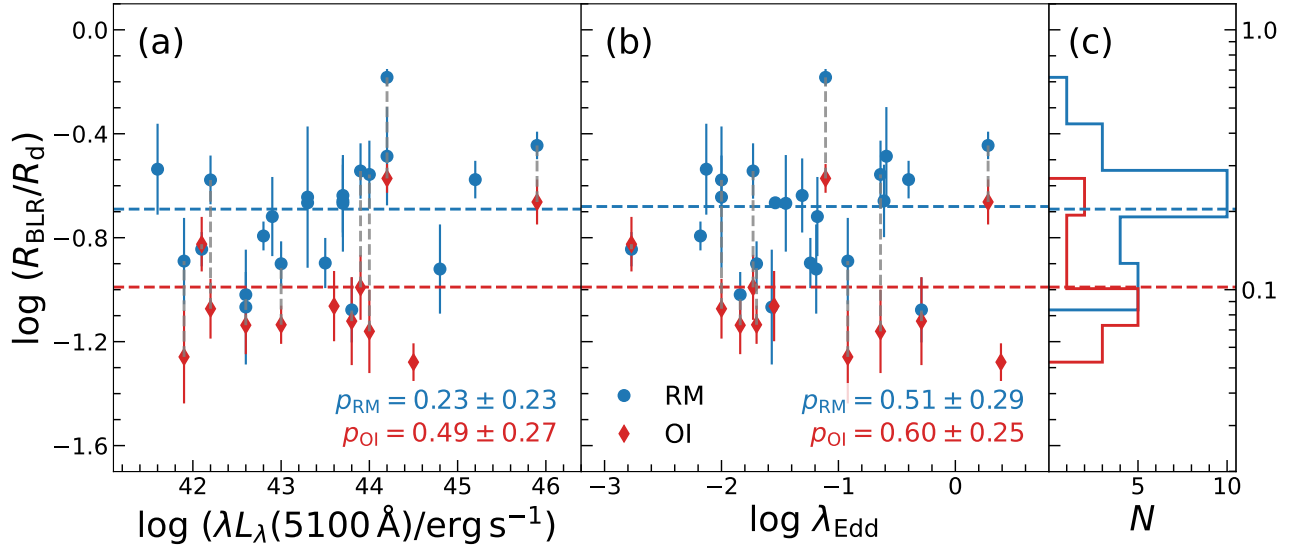 (a)
(b)
(c)
0.0
−0.4
−0.8
−1.2
−1.6
log (R_BLR/R_d)
1.0
0.1
p_RM = 0.23 ± 0.23
p_OI = 0.49 ± 0.27
RM
OI
p_RM = 0.51 ± 0.29
p_OI = 0.60 ± 0.25
42 43 44 45 46
−3 −2 −1 0
5 10
log (λL_λ(5100 Å)/erg s⁻¹)
log λ_Edd
N